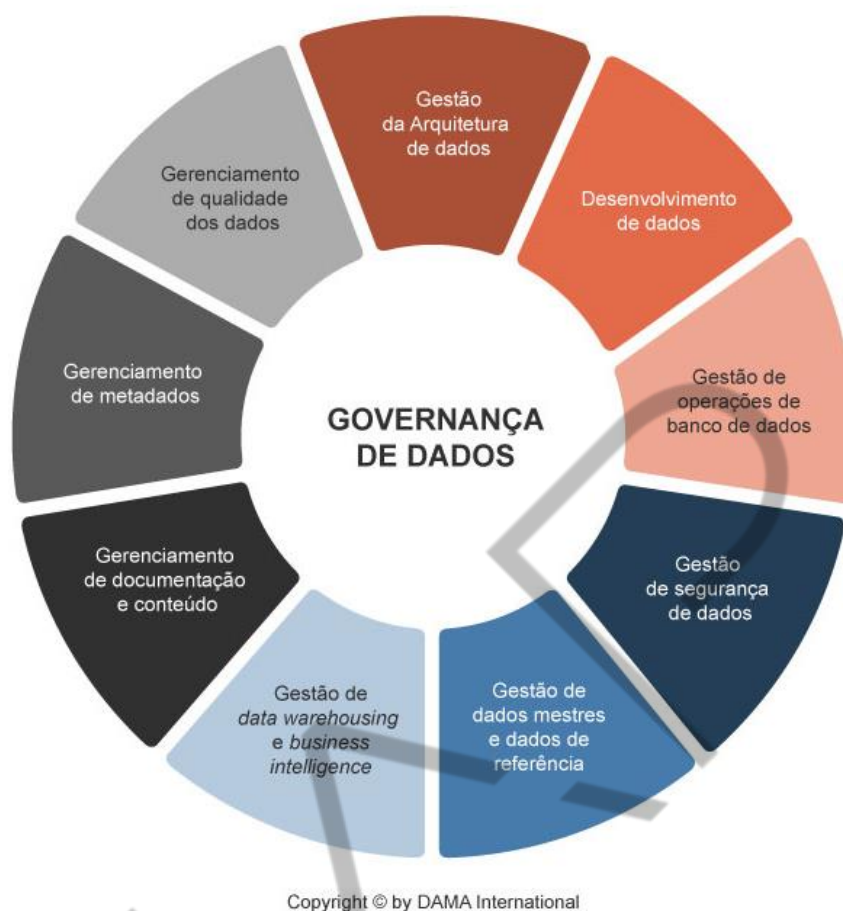 Gestão
da Arquitetura
de dados
Desenvolvimento
de dados
Gestão de
operações de
banco de dados
Gestão
de segurança
de dados
Gestão de
dados mestres
e dados de
referência
Gestão de
data warehousing
e business
intelligence
Gerenciamento
de documentação
e conteúdo
Gerenciamento
de metadados
Gerenciamento
de qualidade
dos dados
GOVERNANÇA
DE DADOS
Copyright © by DAMA International